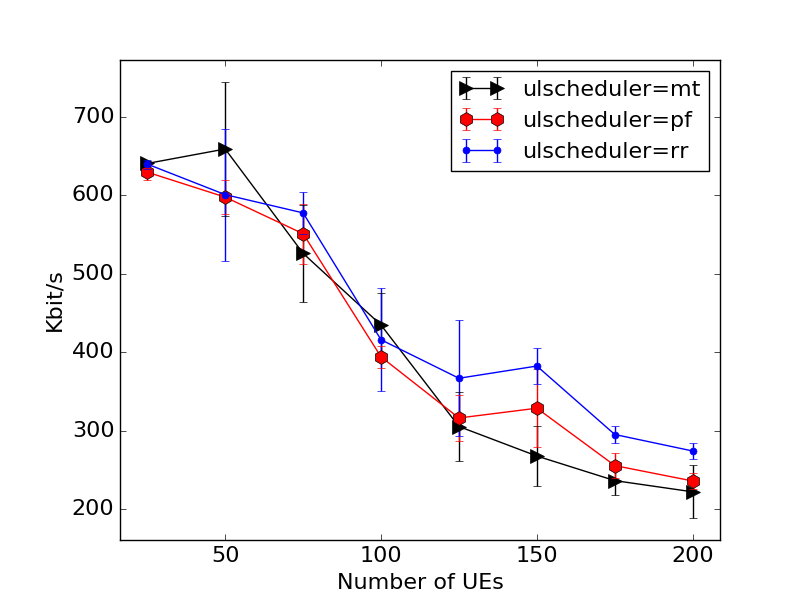 700
600
500
400
300
200
Kbit/s
50
100
150
200
Number of UEs
ulscheduler=mt
ulscheduler=pf
ulscheduler=rr